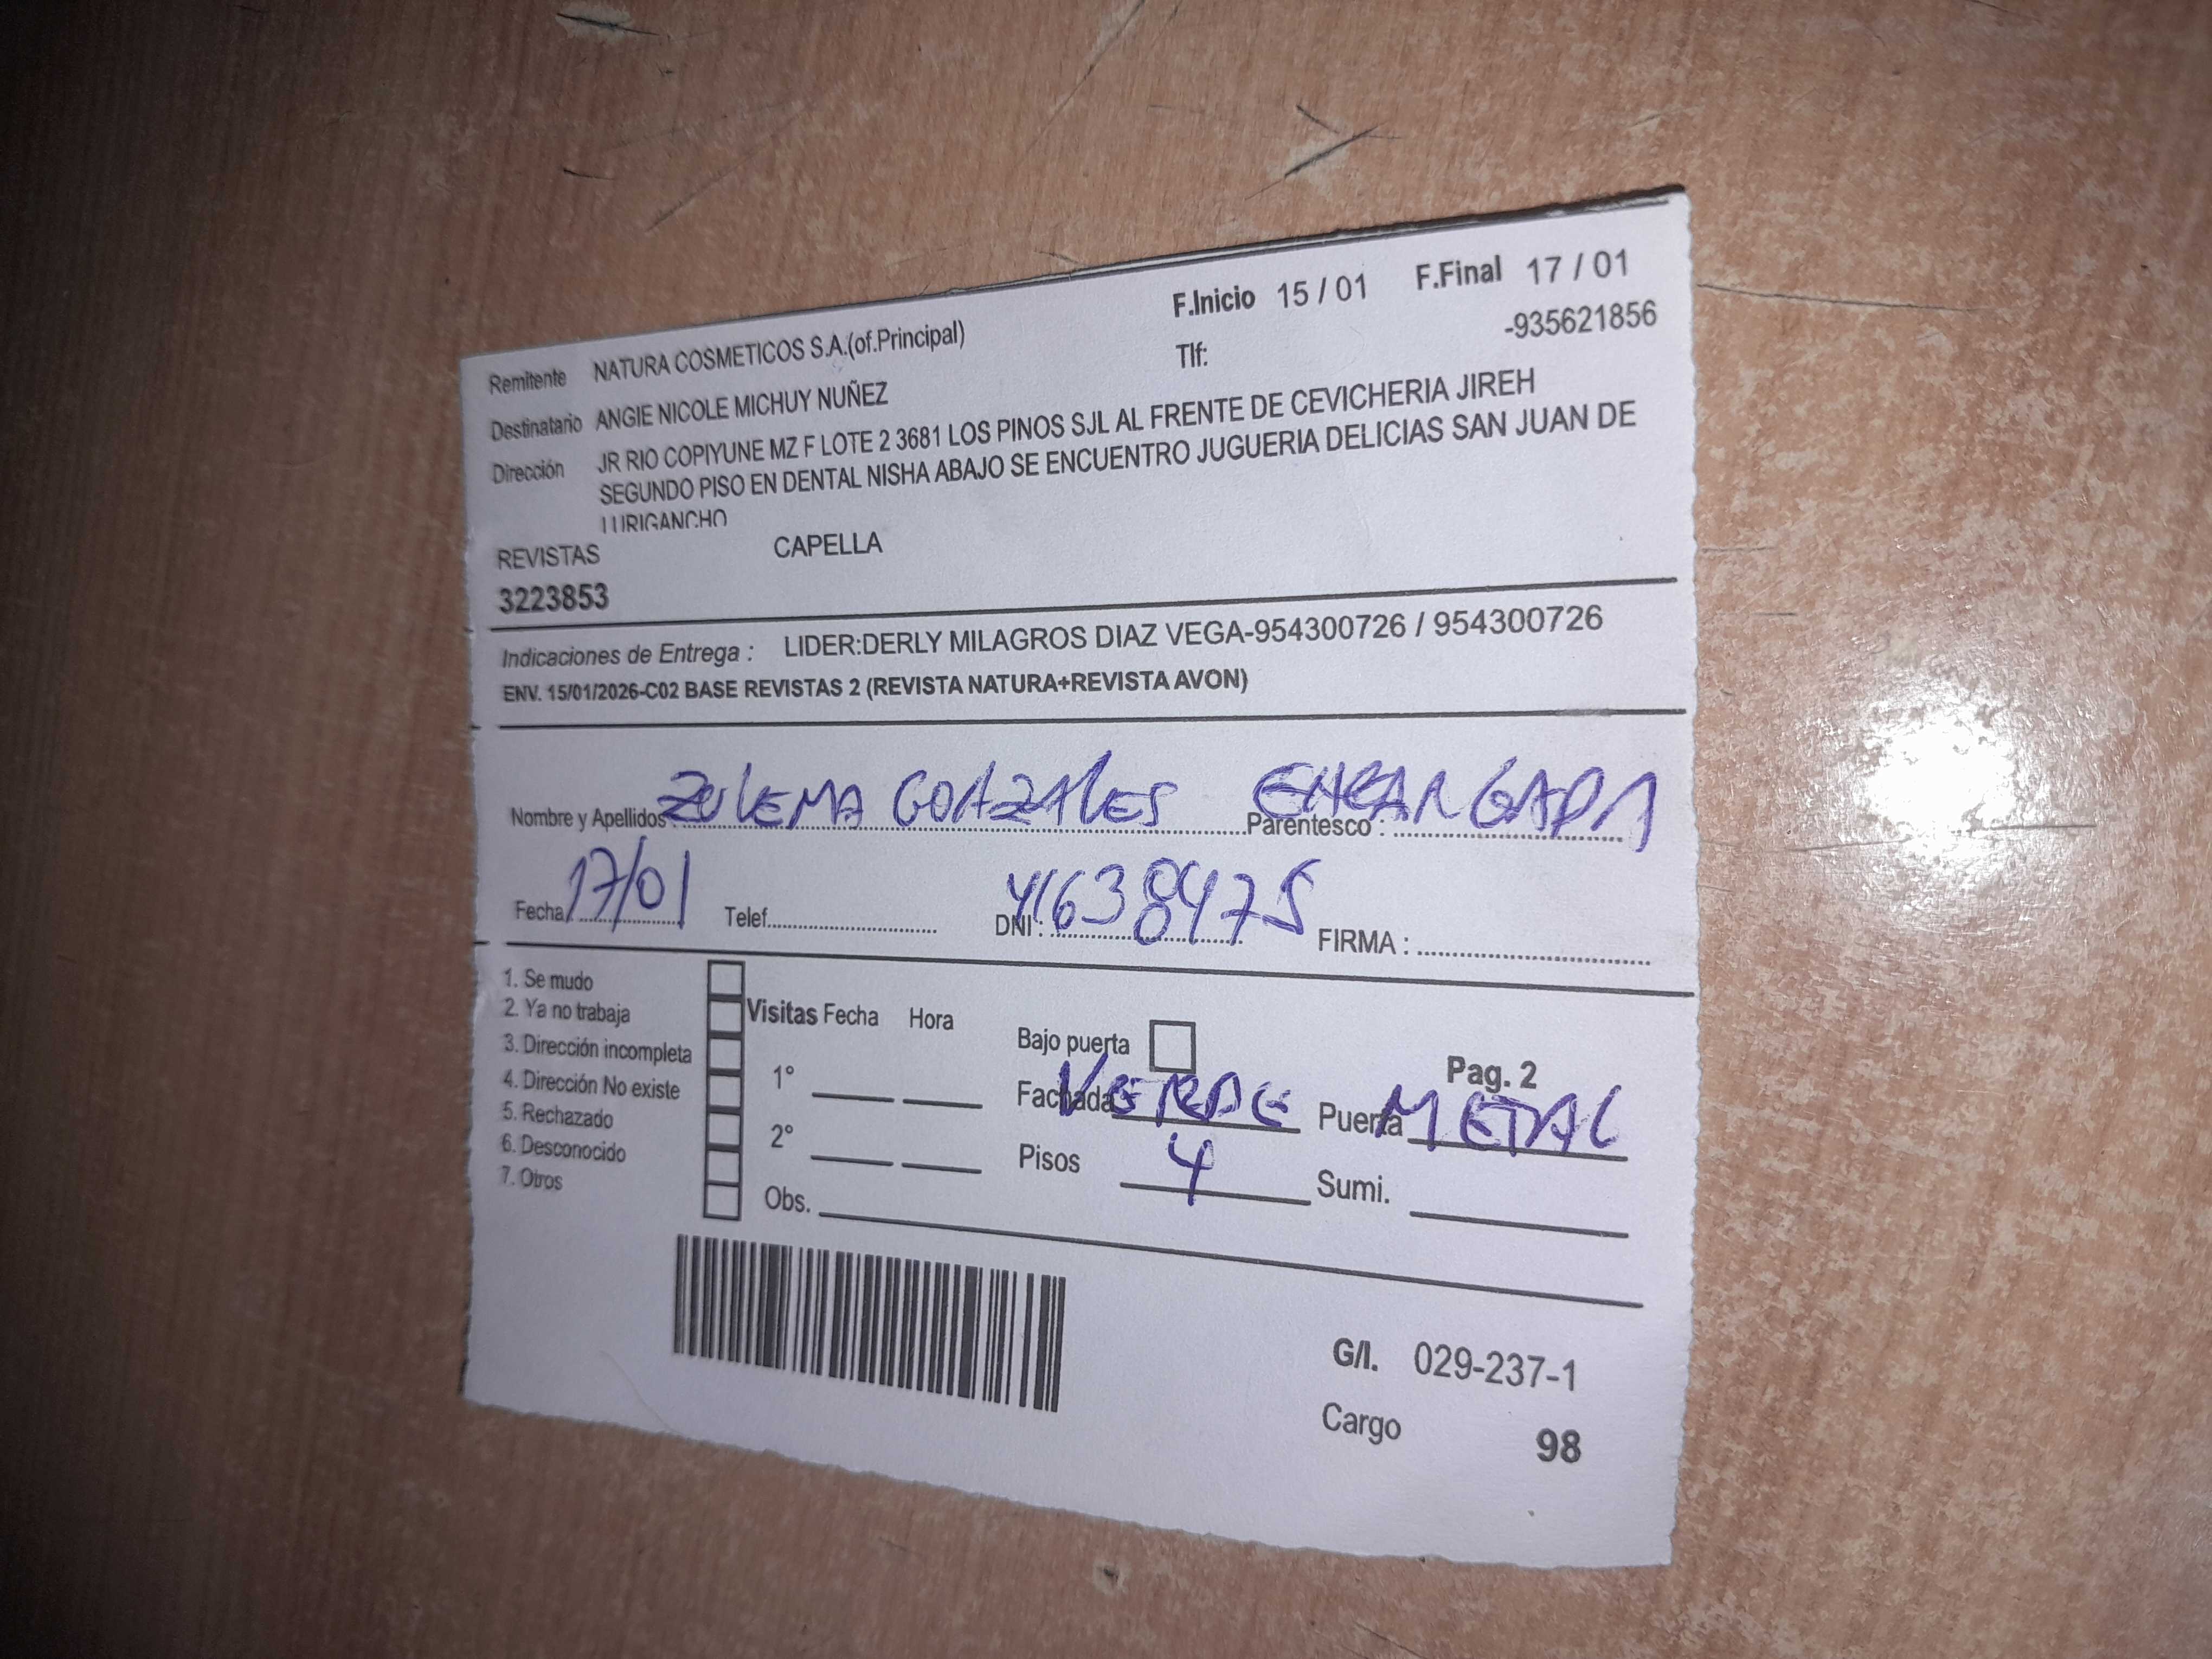 F.Inicio 15 / 01 F.Final 17 / 01
Remitente NATURA COSMETICOS S.A.(of.Principal) Tlf: -935621856
Destinatario ANGIE NICOLE MICHUY NUÑEZ
Dirección JR RIO COPIYUNE MZ F LOTE 2 3681 LOS PINOS SJL AL FRENTE DE CEVICHERIA JIREH
SEGUNDO PISO EN DENTAL NISHA ABAJO SE ENCUENTRO JUGUERIA DELICIAS SAN JUAN DE
LURIGANCHO
REVISTAS CAPELLA
3223853
Indicaciones de Entrega : LIDER:DERLY MILAGROS DIAZ VEGA-954300726 / 954300726
ENV. 15/01/2026-C02 BASE REVISTAS 2 (REVISTA NATURA+REVISTA AVON)
Nombre y Apellidos : ZULEMA GONZALES Parentesco : ENCARGADA
Fecha 17/01 Telef. DNI : 41638475 FIRMA :
1. Se mudo
2. Ya no trabaja
3. Dirección incompleta
4. Dirección No existe
5. Rechazado
6. Desconocido
7. Otros
Visitas Fecha Hora
1°
2°
Obs.
Bajo puerta
Pag. 2
Fachada VERDE Puerta METAL
Pisos 4 Sumi.
G/I. 029-237-1
Cargo 98